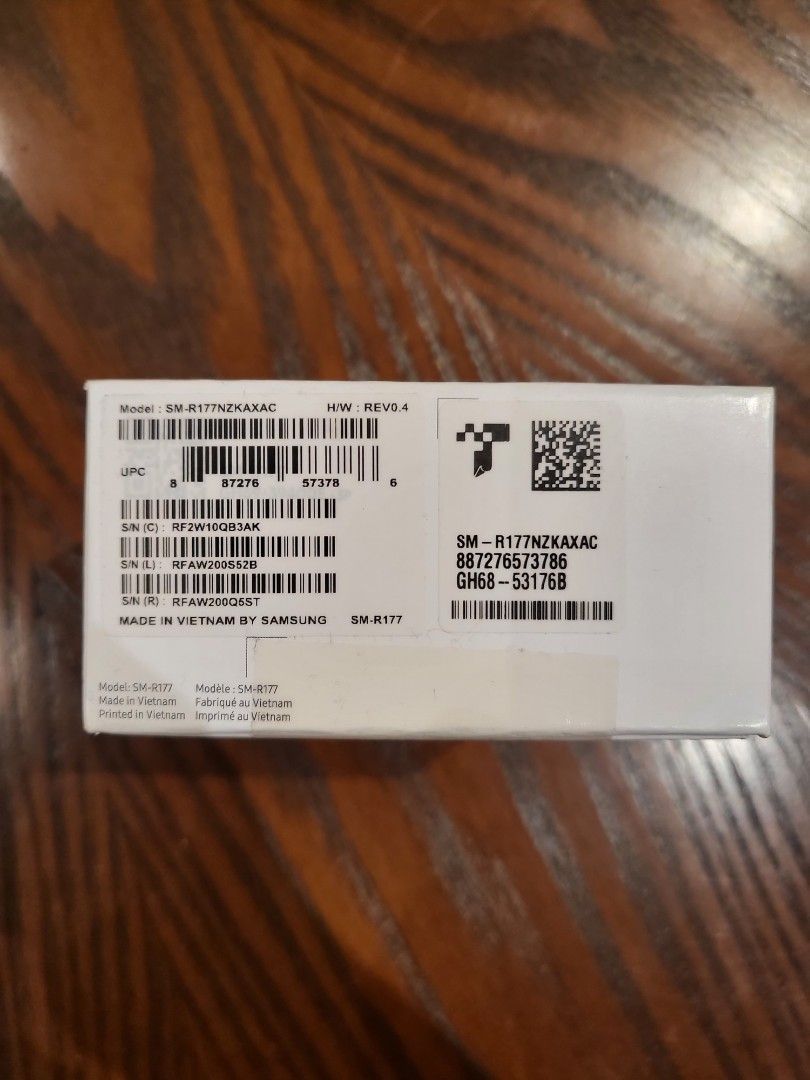 Model : SM-R177NZKAXAC H/W : REV0.4
UPC 8 87276 57378 6
S/N (C) : RF2W10QB3AK
S/N (L) : RFAW200S52B
S/N (R) : RFAW200Q5ST
MADE IN VIETNAM BY SAMSUNG SM-R177
SM-R177NZKAXAC
887276573786
GH68-53176B
Model: SM-R177 Modèle : SM-R177
Made in Vietnam Fabriqué au Vietnam
Printed in Vietnam Imprimé au Vietnam